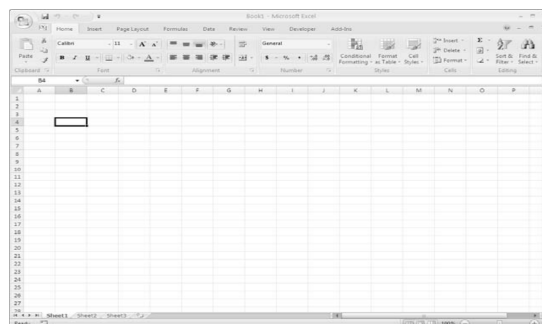 Book1 - Microsoft Excel
Home Insert Page Layout Formulas Data Review View Developer Add-Ins
Calibri 11 A A General Insert
Paste B I U A $ % , Conditional Format Cell Delete Sort & Find &
Formatting as Table Styles Format Filter Select
Clipboard Font Alignment Number Styles Cells Editing
B4 fx
A B C D E F G H I J K L M N O P
1
2
3
4
5
6
7
8
9
10
11
12
13
14
15
16
17
18
19
20
21
22
23
24
25
26
27
28
Sheet1 Sheet2 Sheet3
Ready 100%